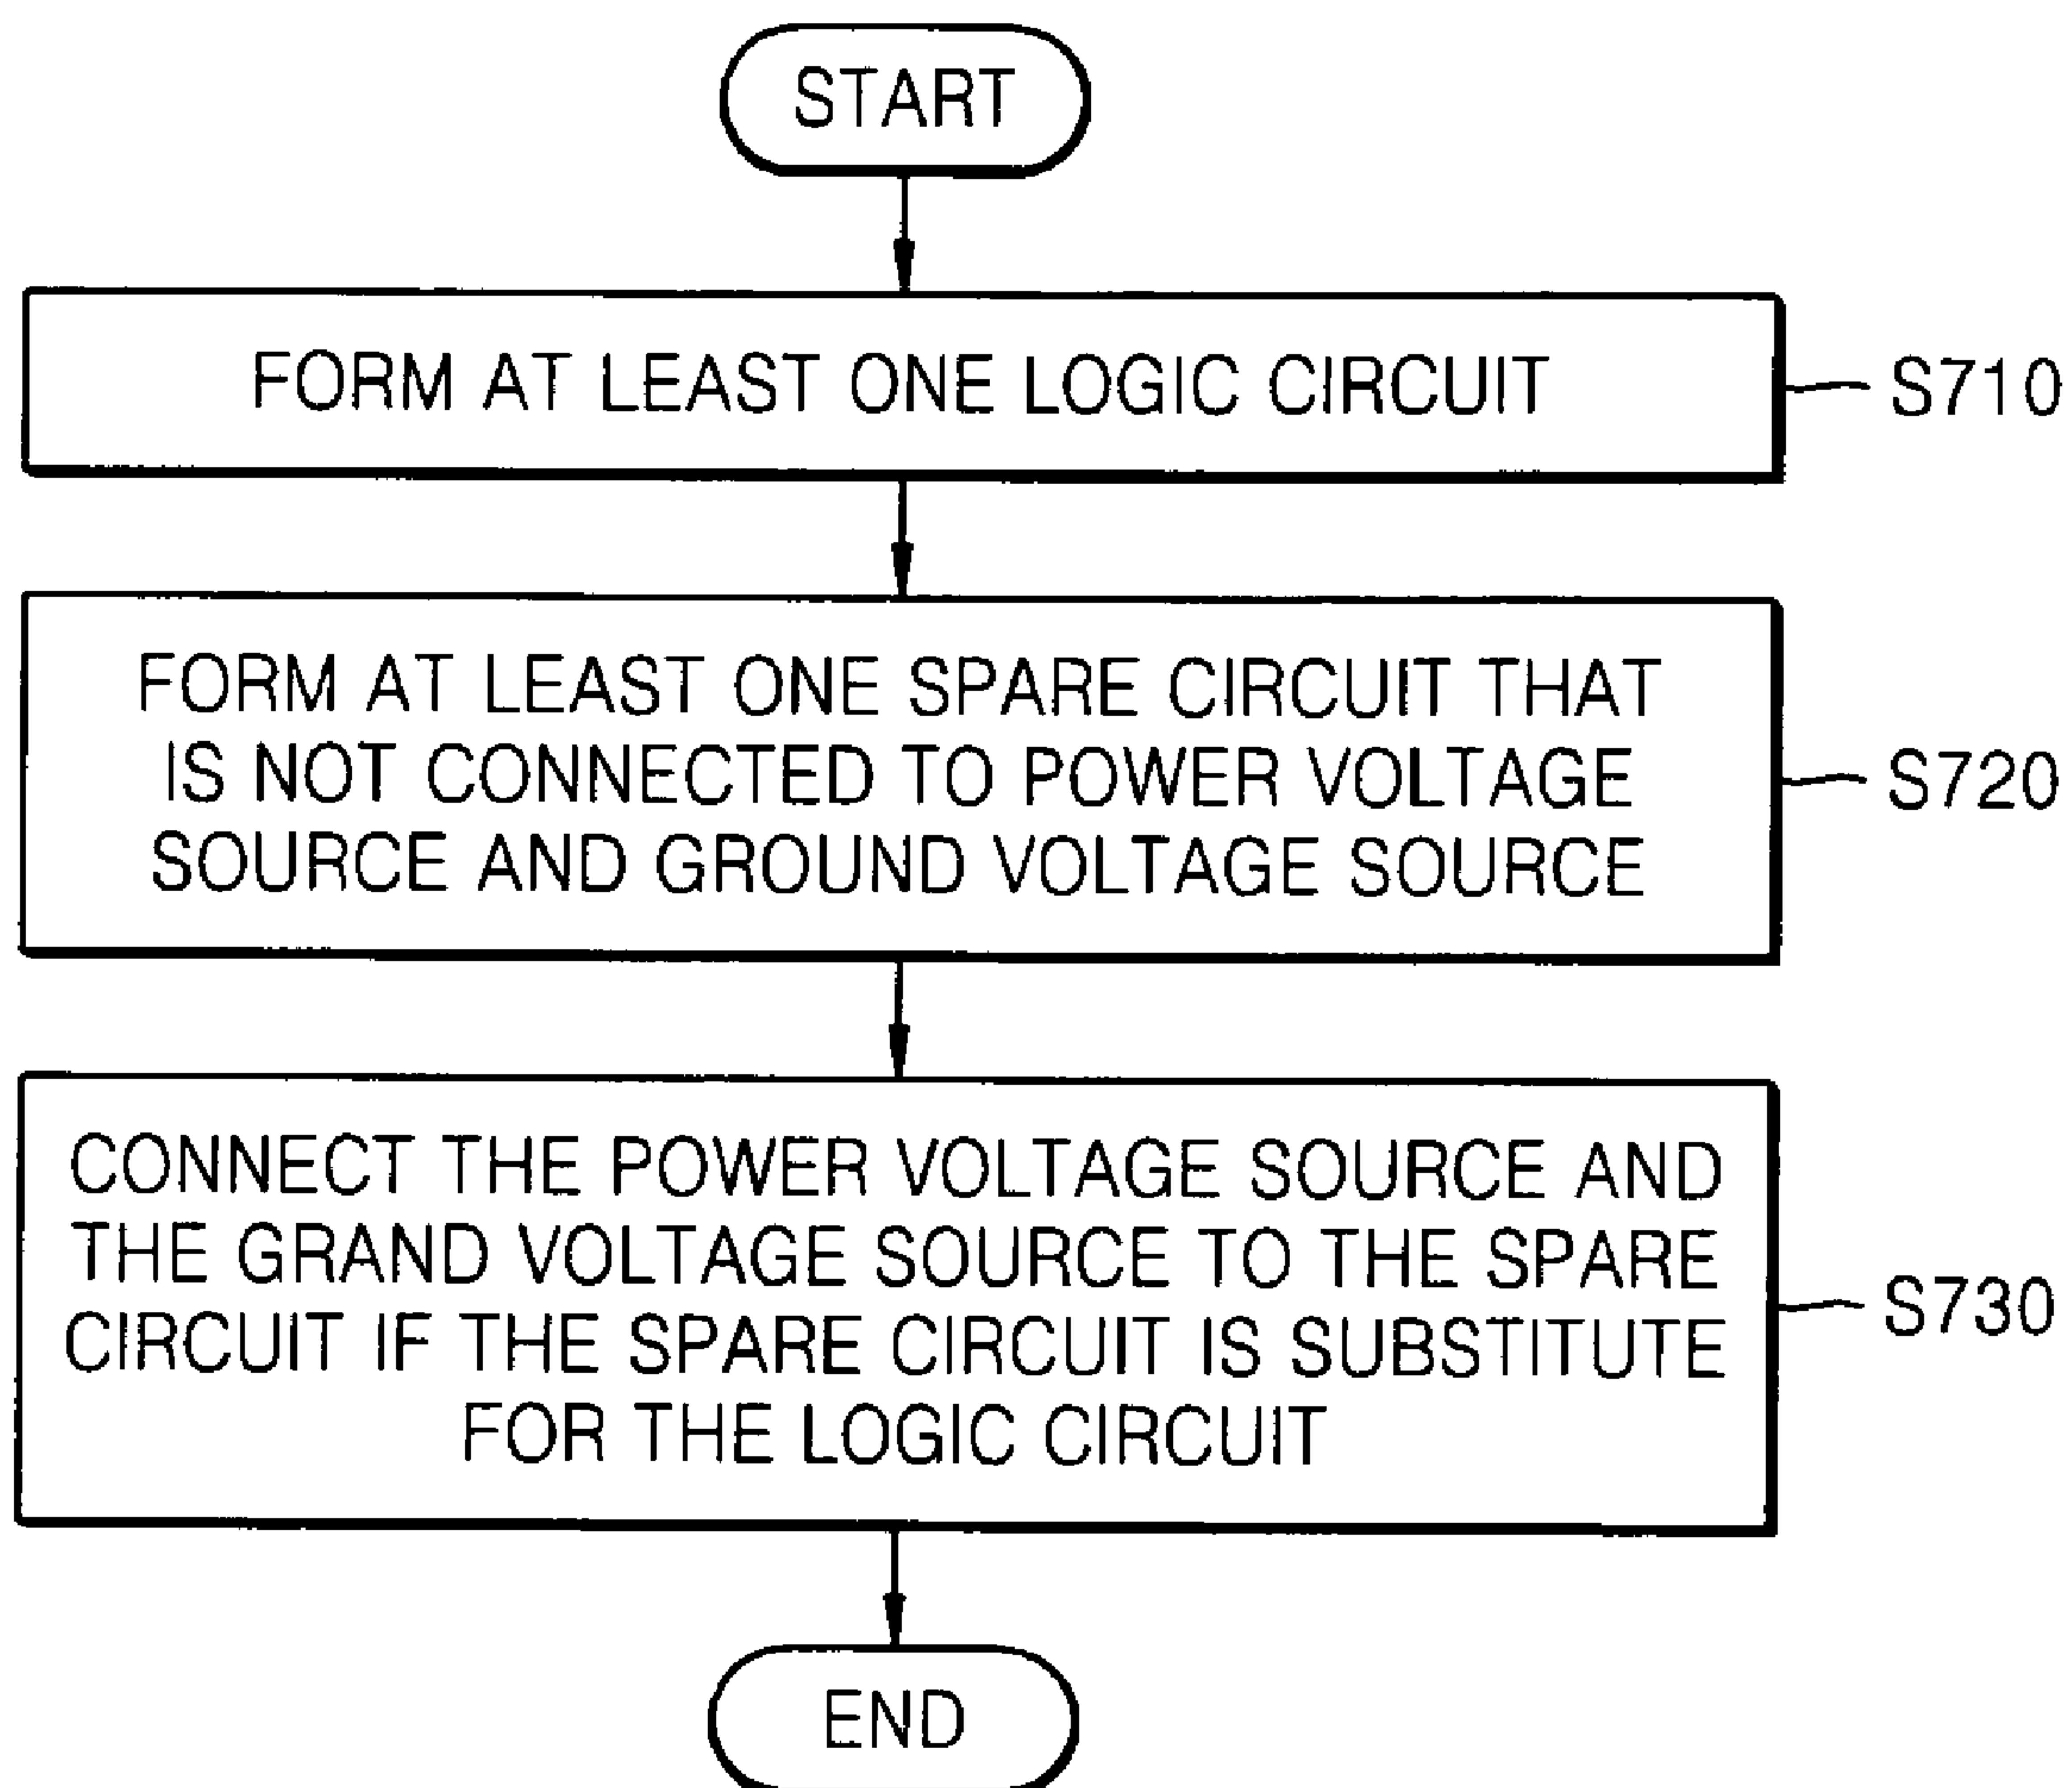 START
FORM AT LEAST ONE LOGIC CIRCUIT
S710
FORM AT LEAST ONE SPARE CIRCUIT THAT
IS NOT CONNECTED TO POWER VOLTAGE
SOURCE AND GROUND VOLTAGE SOURCE
S720
CONNECT THE POWER VOLTAGE SOURCE AND
THE GRAND VOLTAGE SOURCE TO THE SPARE
CIRCUIT IF THE SPARE CIRCUIT IS SUBSTITUTE
FOR THE LOGIC CIRCUIT
S730
END